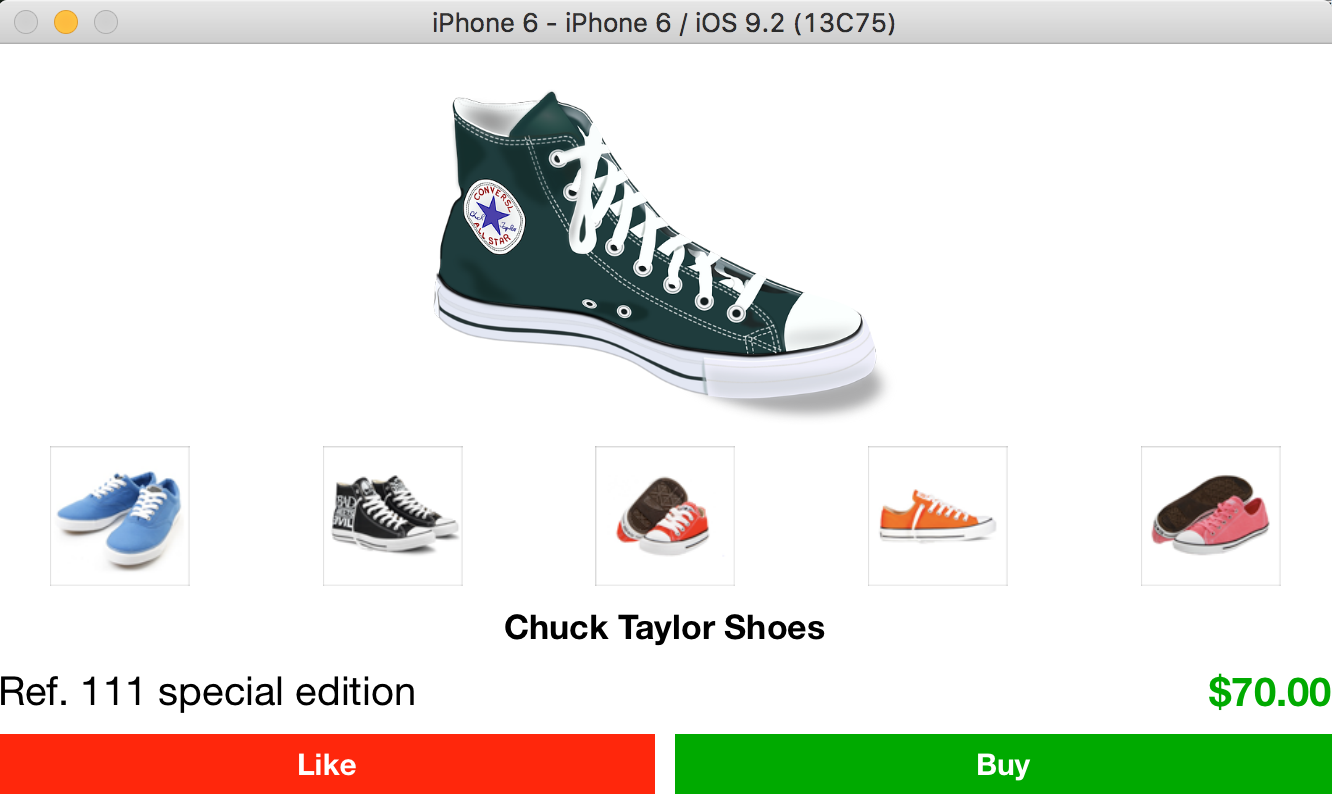 iPhone 6 - iPhone 6 / iOS 9.2 (13C75)
CONVERSE
ALL STAR
Chuck Taylor Shoes
Ref. 111 special edition
$70.00
Like
Buy